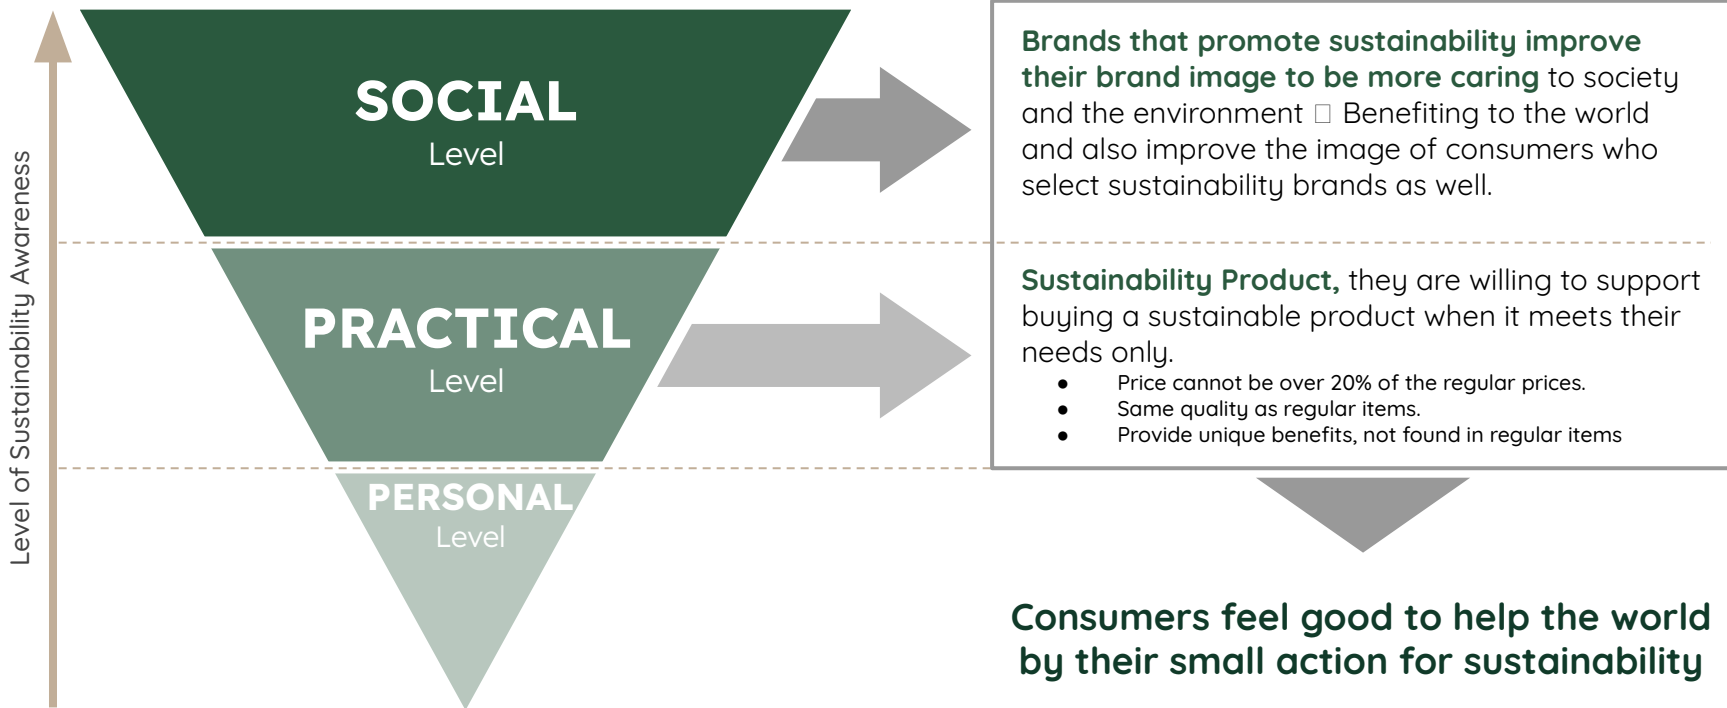 Level of Sustainability Awareness
SOCIAL
Level
PRACTICAL
Level
PERSONAL
Level
Brands that promote sustainability improve
their brand image to be more caring to society
and the environment □ Benefiting to the world
and also improve the image of consumers who
select sustainability brands as well.
Sustainability Product, they are willing to support
buying a sustainable product when it meets their
needs only.
● Price cannot be over 20% of the regular prices.
● Same quality as regular items.
● Provide unique benefits, not found in regular items
Consumers feel good to help the world
by their small action for sustainability